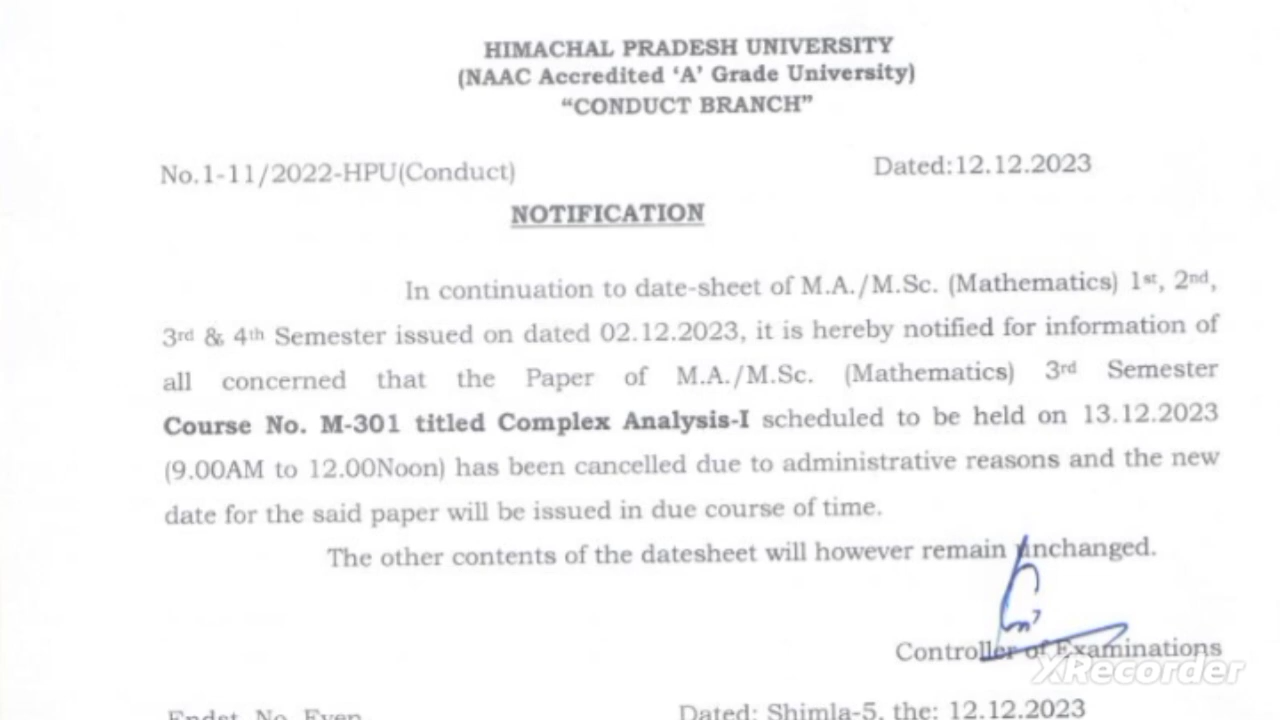 HIMACHAL PRADESH UNIVERSITY
(NAAC Accredited ‘A’ Grade University)
“CONDUCT BRANCH”
No.1-11/2022-HPU(Conduct) Dated:12.12.2023
NOTIFICATION
In continuation to date-sheet of M.A./M.Sc. (Mathematics) 1st, 2nd,
3rd & 4th Semester issued on dated 02.12.2023, it is hereby notified for information of
all concerned that the Paper of M.A./M.Sc. (Mathematics) 3rd Semester
Course No. M-301 titled Complex Analysis-I scheduled to be held on 13.12.2023
(9.00AM to 12.00Noon) has been cancelled due to administrative reasons and the new
date for the said paper will be issued in due course of time.
The other contents of the datesheet will however remain unchanged.
Controller of Examinations
XRecorder
Endst. No. Even Dated: Shimla-5, the: 12.12.2023